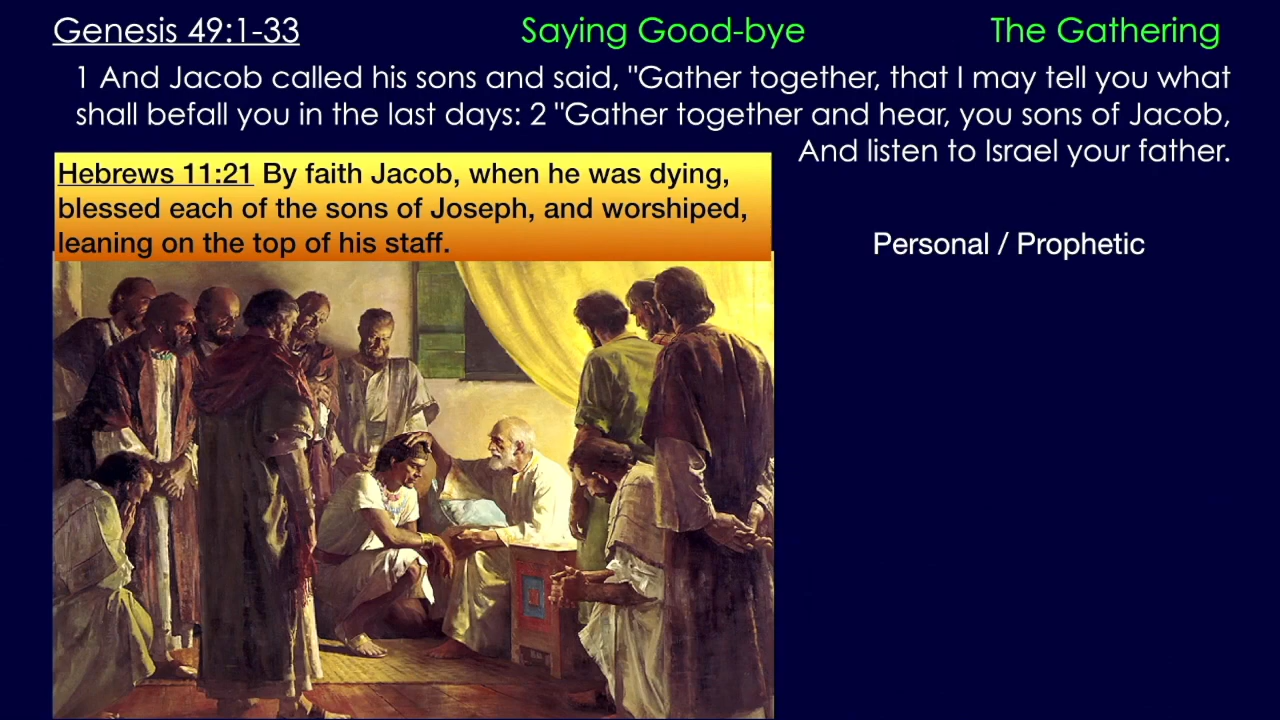 Genesis 49:1-33 Saying Good-bye The Gathering
1 And Jacob called his sons and said, "Gather together, that I may tell you what
shall befall you in the last days: 2 "Gather together and hear, you sons of Jacob,
And listen to Israel your father.
Hebrews 11:21 By faith Jacob, when he was dying,
blessed each of the sons of Joseph, and worshiped,
leaning on the top of his staff.
Personal / Prophetic